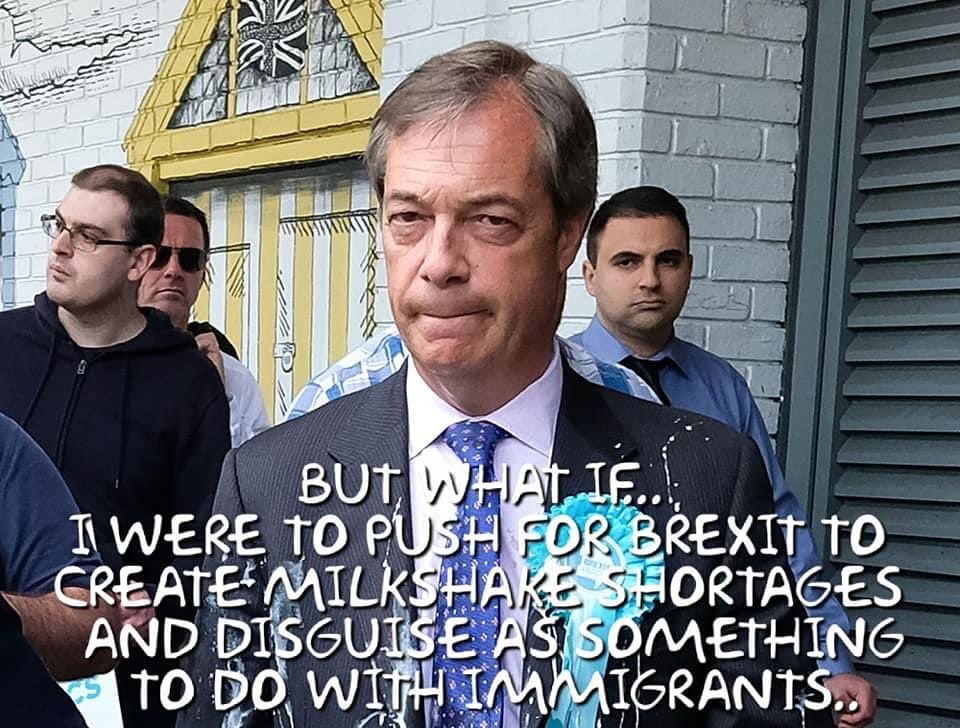 BUT WHAT IF...
I WERE TO PUSH FOR BREXIT TO
CREATE MILKSHAKE SHORTAGES
AND DISGUISE AS SOMETHING
TO DO WITH IMMIGRANTS..
CS